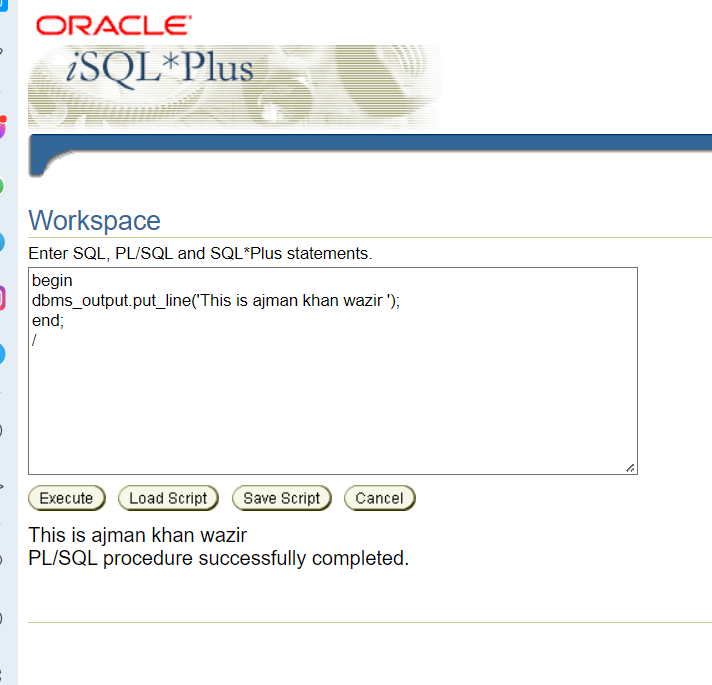 ORACLE
iSQL*Plus
Workspace
Enter SQL, PL/SQL and SQL*Plus statements.
begin
dbms_output.put_line('This is ajman khan wazir ');
end;
/
Execute Load Script Save Script Cancel
This is ajman khan wazir
PL/SQL procedure successfully completed.